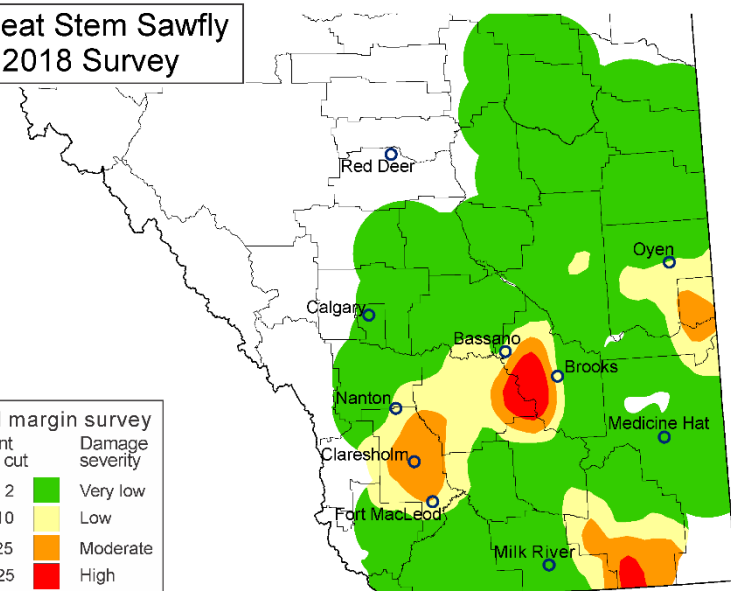 eat Stem Sawfly
2018 Survey
Red Deer
Oyen
Calgary
Bassano
Brooks
Nanton
Medicine Hat
Claresholm
Fort MacLeod
Milk River
margin survey
nt Damage
cut severity
2 Very low
10 Low
25 Moderate
25 High